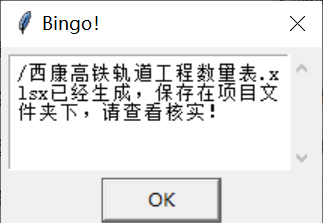 Bingo!
/西康高铁轨道工程数量表.x
lsx已经生成，保存在项目文
件夹下，请查看核实！
OK